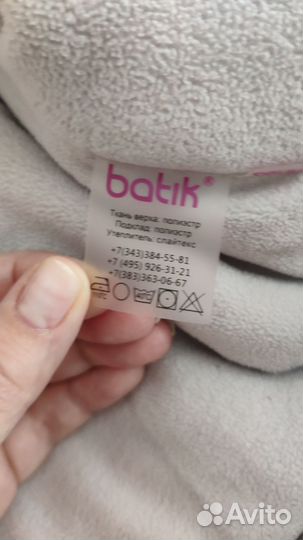 batik®
Ткань верха: полиэстр
Подклад: полиэстр
Утеплитель: слайтекс
+7(343)384-55-81
+7 (495) 926-31-21
+7(383)363-06-67
40°C
Avito